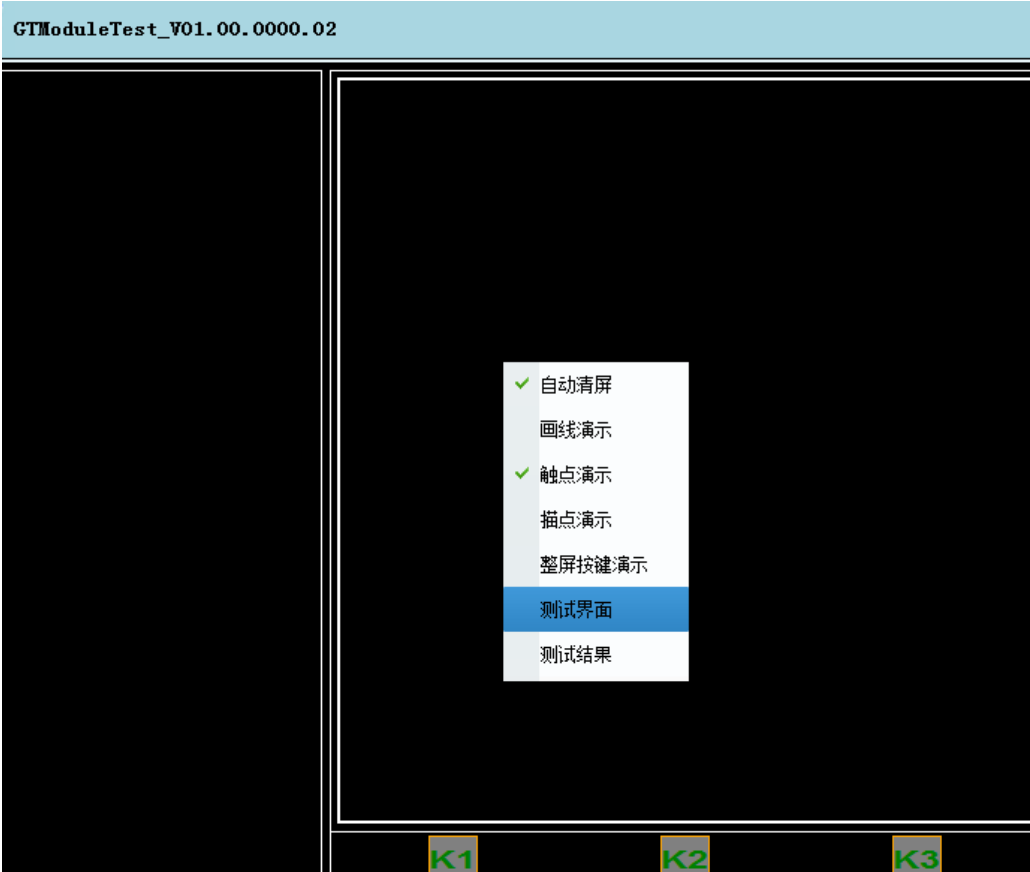 GTModuleTest_V01.00.0000.02
自动清屏
画线演示
触点演示
描点演示
整屏按键演示
测试界面
测试结果
K1
K2
K3